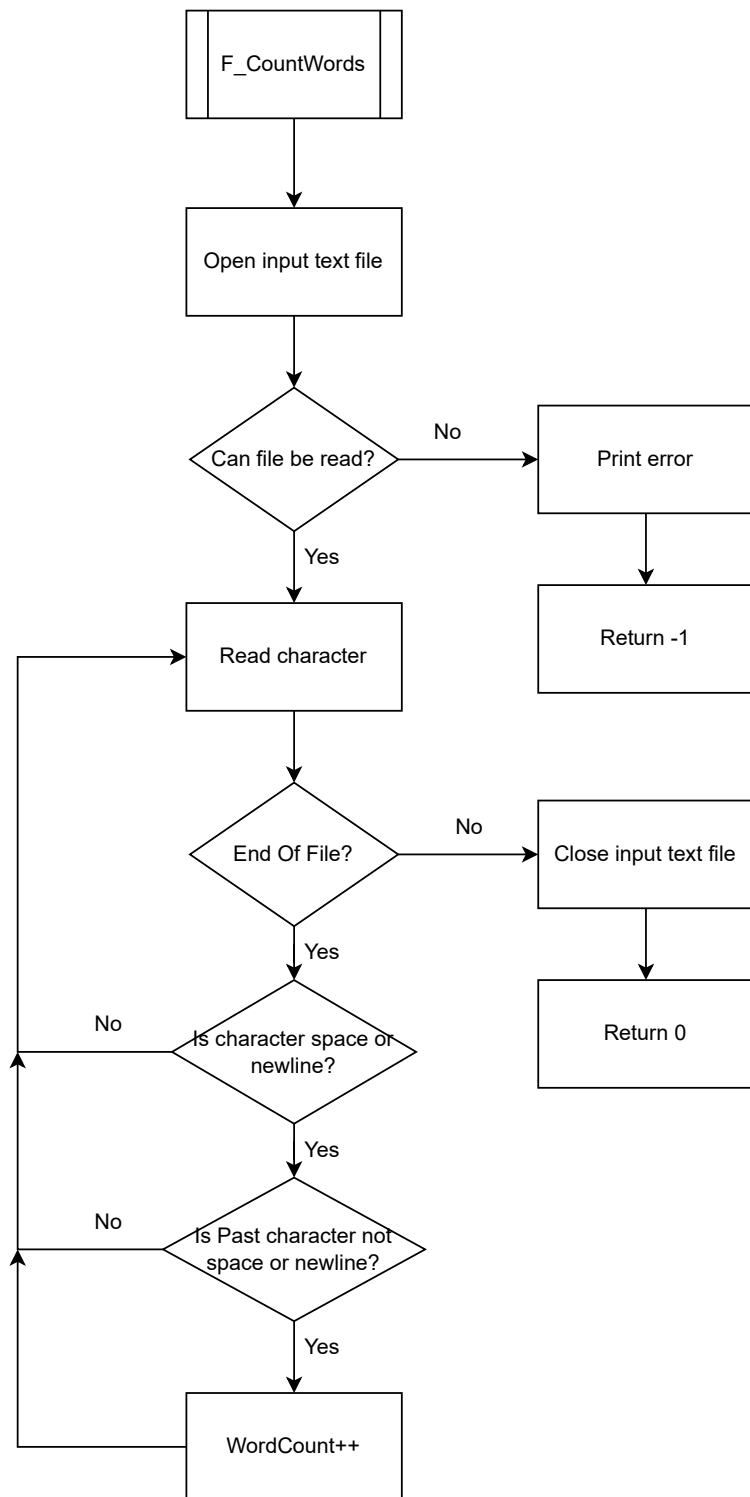 F_CountWords
Open input text file
Can file be read?
No
Print error
Yes
Return -1
Read character
End Of File?
No
Close input text file
Yes
Return 0
No
Is character space or
newline?
Yes
No
Is Past character not
space or newline?
Yes
WordCount++